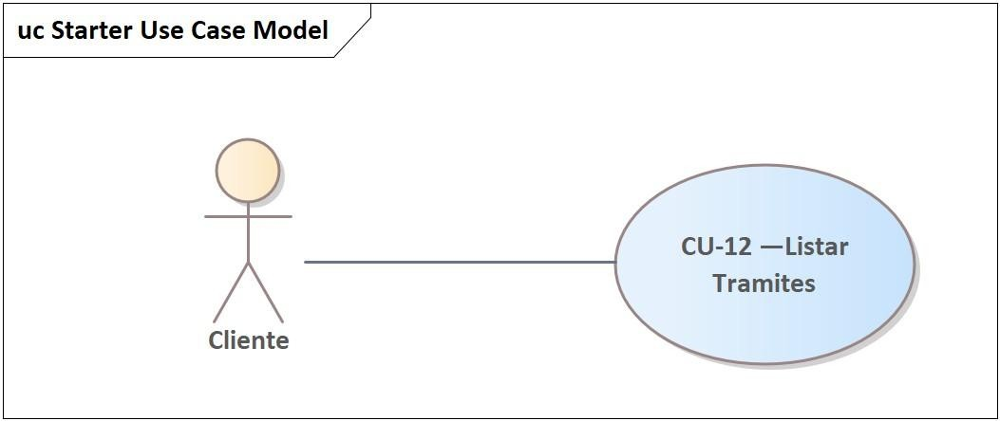 uc Starter Use Case Model
CU-12 —Listar
Tramites
Cliente